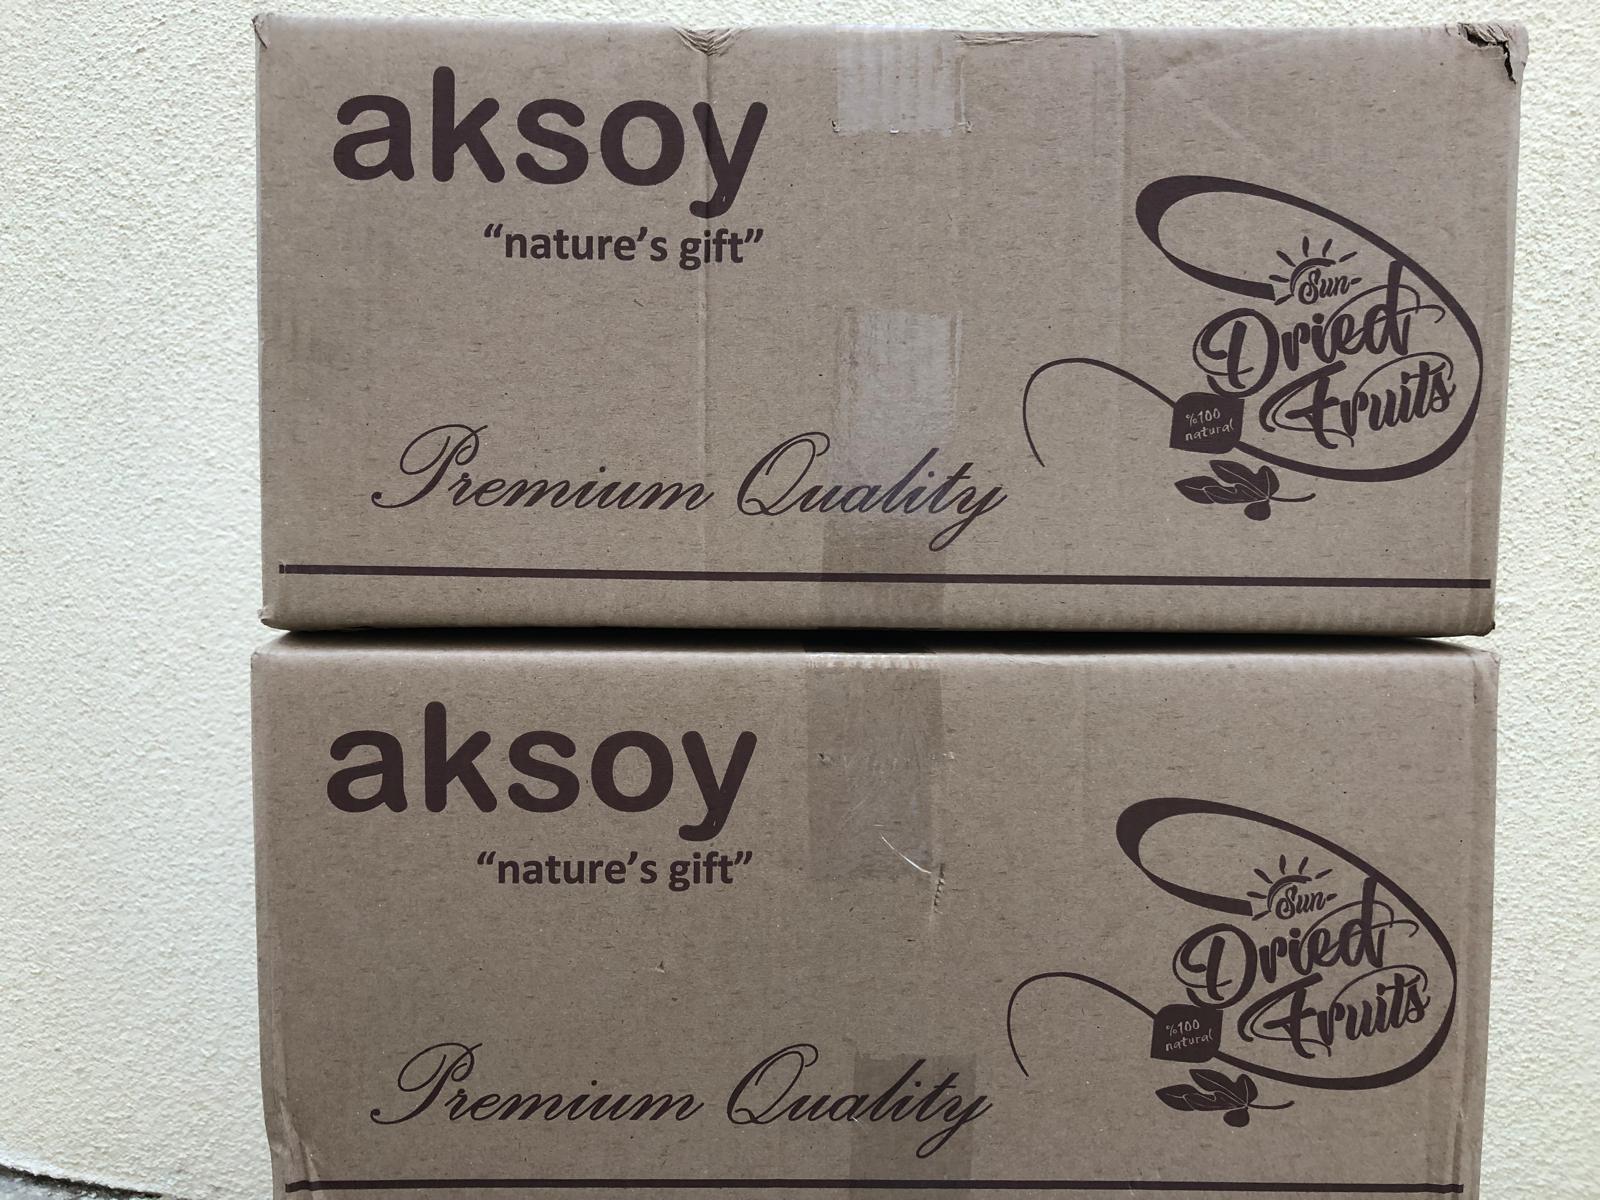 aksoy
“nature’s gift”
Sun-
Dried
Fruits
%100
natural
Premium Quality
aksoy
“nature’s gift”
Sun-
Dried
Fruits
%100
natural
Premium Quality